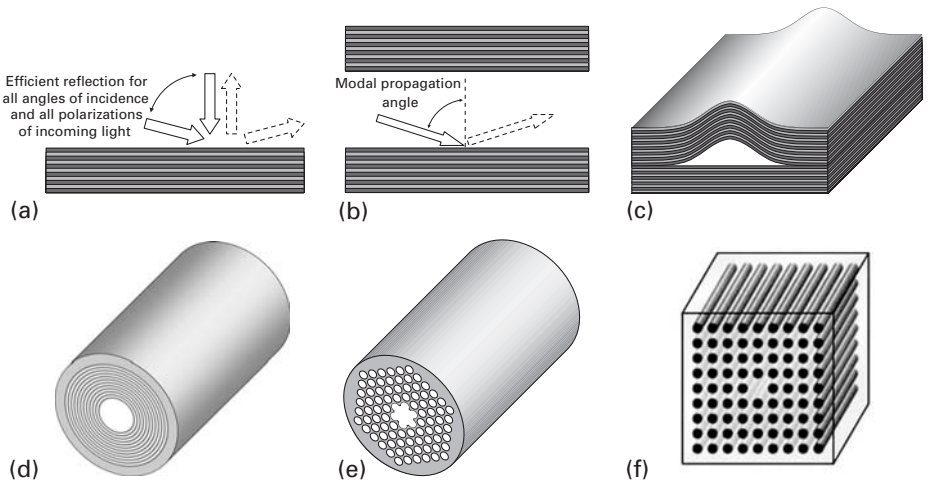 Efficient reflection for
all angles of incidence
and all polarizations
of incoming light
(a)
Modal propagation
angle
(b)
(c)
(d)
(e)
(f)